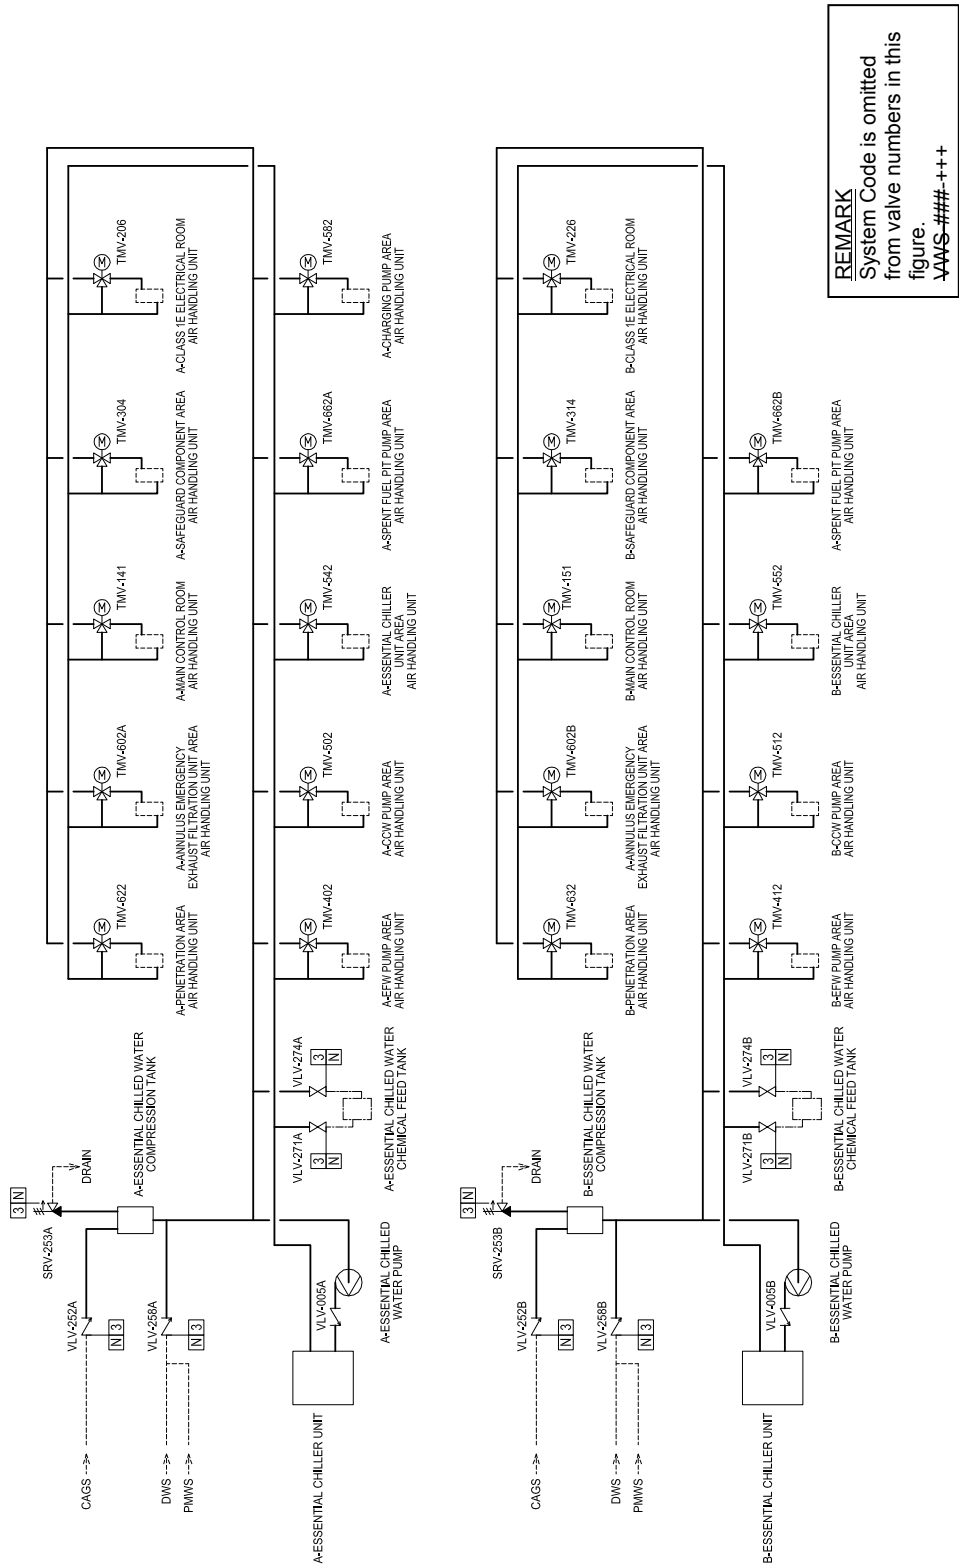 CAGS
DWS
PMWS
VLV-252A
N 3
VLV-258A
N 3
SRV-253A
3 N
DRAIN
A-ESSENTIAL CHILLED WATER
COMPRESSION TANK
A-ESSENTIAL CHILLER UNIT
VLV-005A
A-ESSENTIAL CHILLED
WATER PUMP
VLV-271A
3 N
VLV-274A
3 N
A-ESSENTIAL CHILLED WATER
CHEMICAL FEED TANK
TMV-622
A-PENETRATION AREA
AIR HANDLING UNIT
TMV-602A
A-ANNULUS EMERGENCY
EXHAUST FILTRATION UNIT AREA
AIR HANDLING UNIT
TMV-141
A-MAIN CONTROL ROOM
AIR HANDLING UNIT
TMV-304
A-SAFEGUARD COMPONENT AREA
AIR HANDLING UNIT
TMV-206
A-CLASS 1E ELECTRICAL ROOM
AIR HANDLING UNIT
TMV-402
A-EFW PUMP AREA
AIR HANDLING UNIT
TMV-502
A-CCW PUMP AREA
AIR HANDLING UNIT
TMV-542
A-ESSENTIAL CHILLER
UNIT AREA
AIR HANDLING UNIT
TMV-662A
A-SPENT FUEL PIT PUMP AREA
AIR HANDLING UNIT
TMV-582
A-CHARGING PUMP AREA
AIR HANDLING UNIT
M
M
M
M
M
M
M
M
M
M
CAGS
DWS
PMWS
VLV-252B
N 3
VLV-258B
N 3
SRV-253B
3 N
DRAIN
B-ESSENTIAL CHILLED WATER
COMPRESSION TANK
B-ESSENTIAL CHILLER UNIT
VLV-005B
B-ESSENTIAL CHILLED
WATER PUMP
VLV-271B
3 N
VLV-274B
3 N
B-ESSENTIAL CHILLED WATER
CHEMICAL FEED TANK
TMV-632
B-PENETRATION AREA
AIR HANDLING UNIT
TMV-602B
A-ANNULUS EMERGENCY
EXHAUST FILTRATION UNIT AREA
AIR HANDLING UNIT
TMV-151
B-MAIN CONTROL ROOM
AIR HANDLING UNIT
TMV-314
B-SAFEGUARD COMPONENT AREA
AIR HANDLING UNIT
TMV-226
B-CLASS 1E ELECTRICAL ROOM
AIR HANDLING UNIT
TMV-412
B-EFW PUMP AREA
AIR HANDLING UNIT
TMV-512
B-CCW PUMP AREA
AIR HANDLING UNIT
TMV-552
B-ESSENTIAL CHILLER
UNIT AREA
AIR HANDLING UNIT
TMV-662B
A-SPENT FUEL PIT PUMP AREA
AIR HANDLING UNIT
M
M
M
M
M
M
M
M
M
REMARK
System Code is omitted
from valve numbers in this
figure.
VWS-###-+++